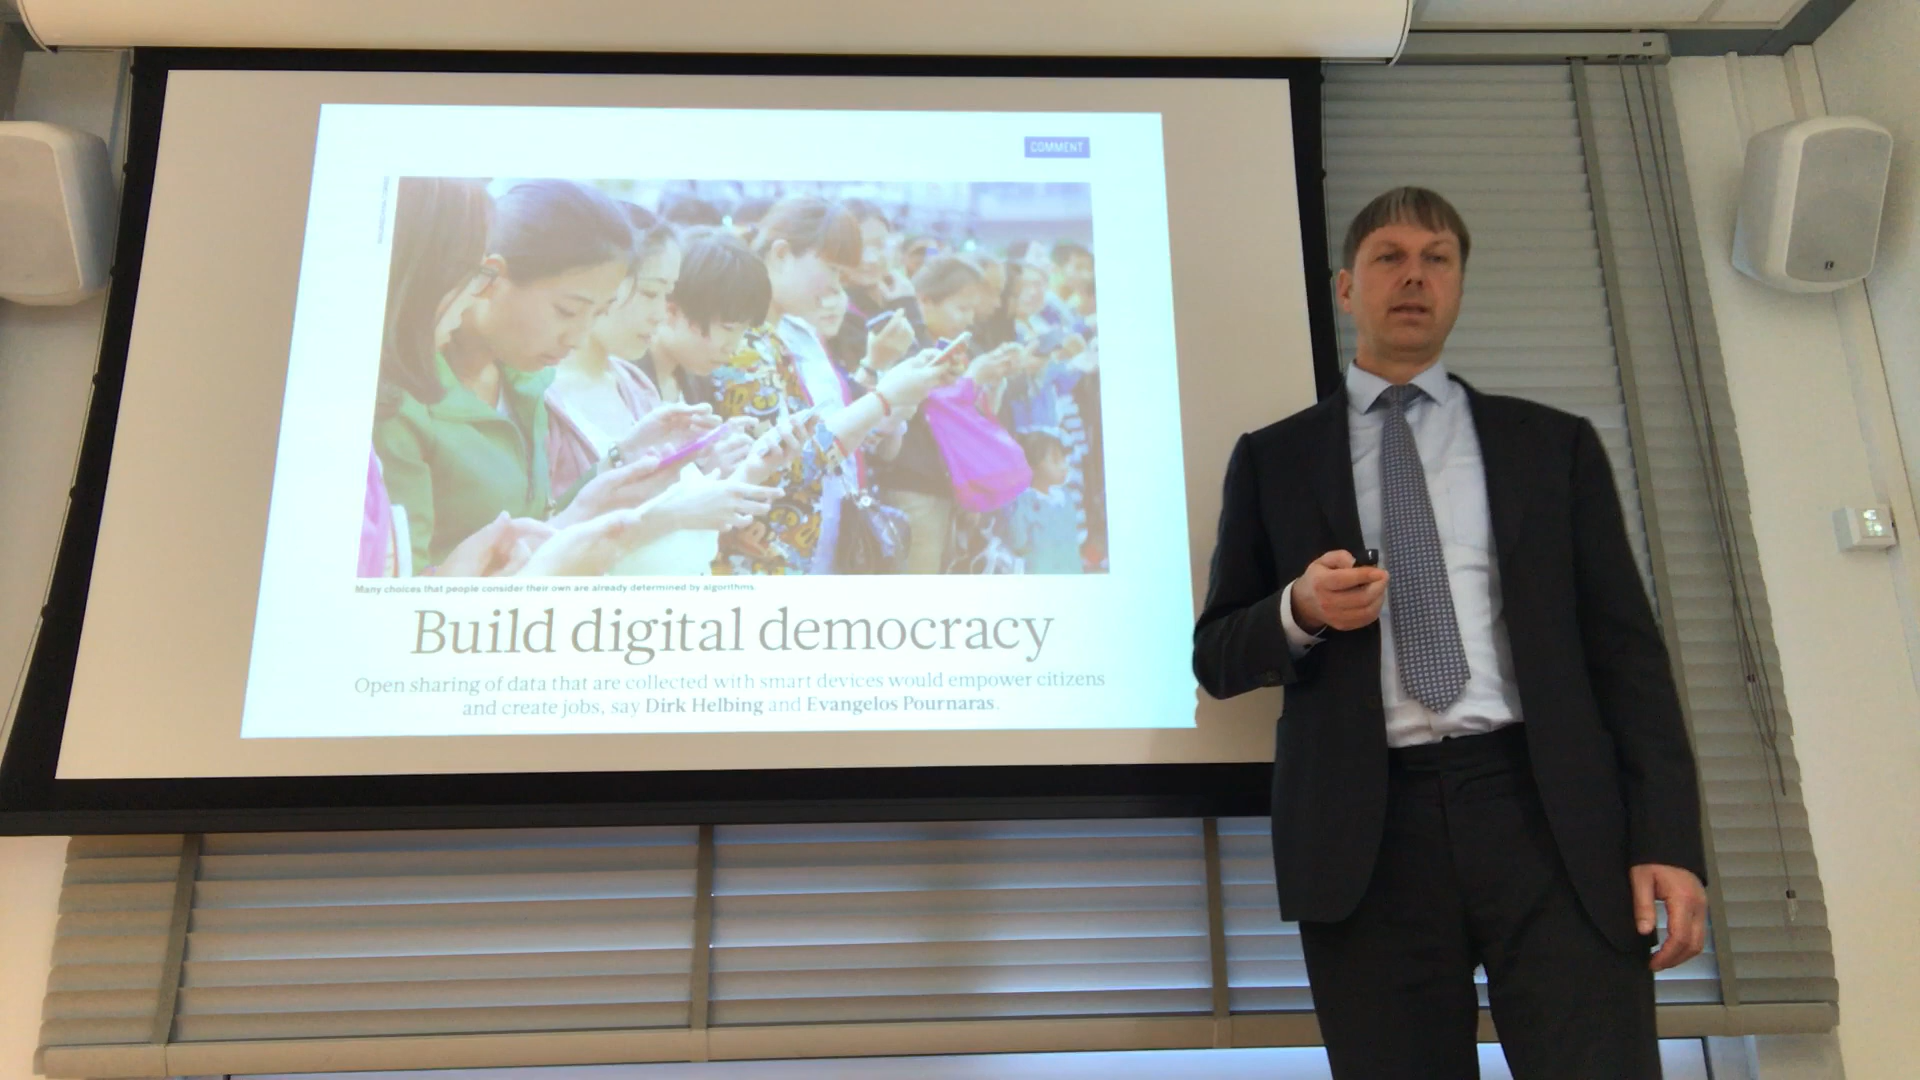 COMMENT
Many choices that people consider their own are already determined by algorithms.
Build digital democracy
Open sharing of data that are collected with smart devices would empower citizens
and create jobs, say Dirk Helbing and Evangelos Pournaras.